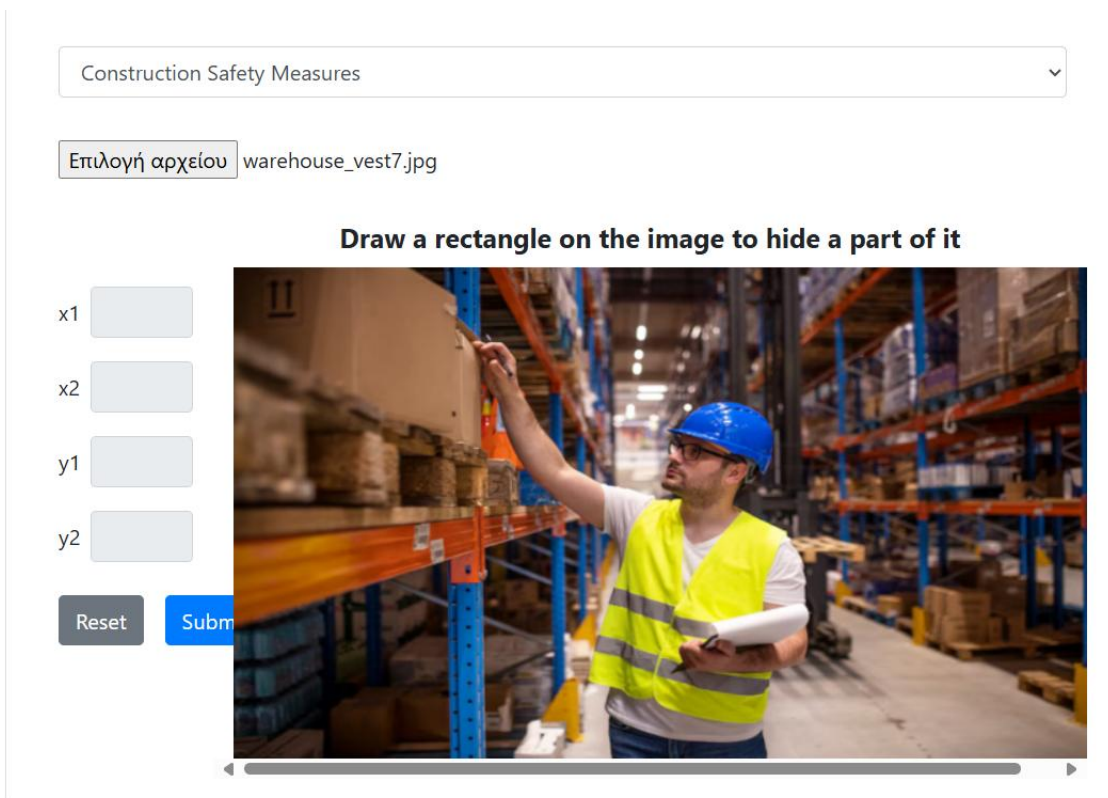 Construction Safety Measures
Επιλογή αρχείου warehouse_vest7.jpg
Draw a rectangle on the image to hide a part of it
x1
x2
y1
y2
Reset Subm